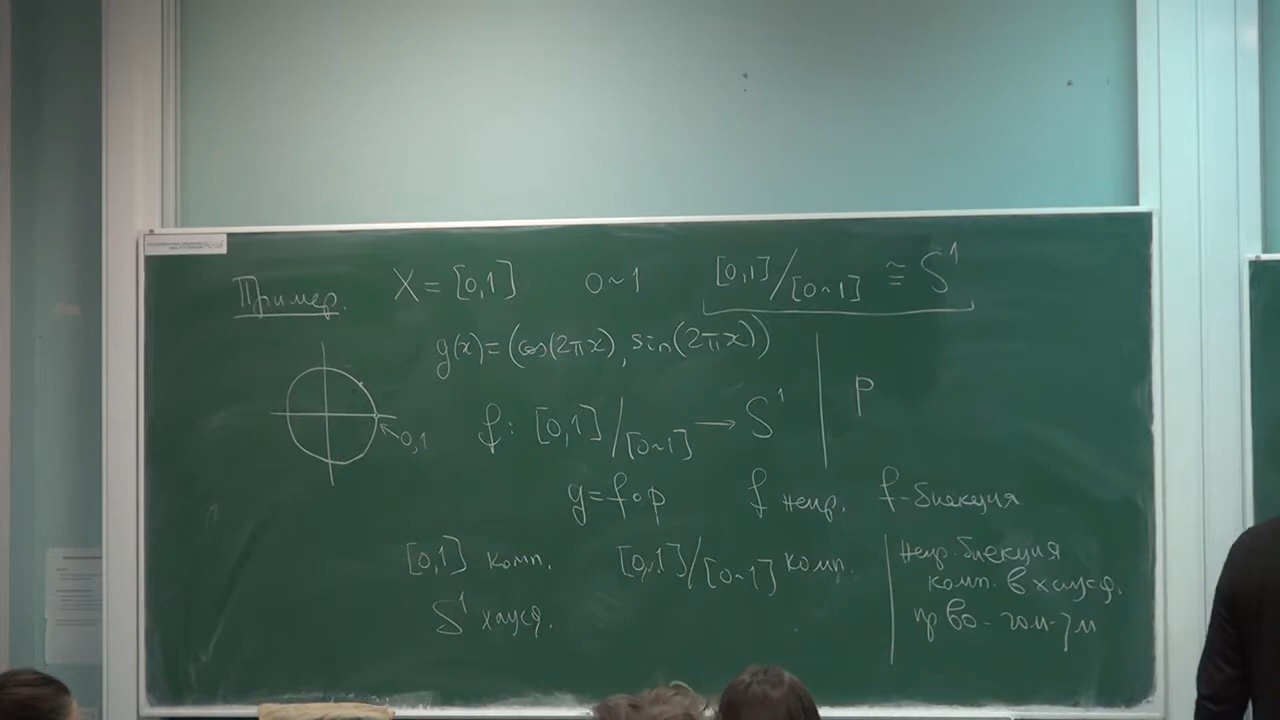 Пример. X = [0,1] 0~1 [0,1]/[0~1] ≅ S¹
g(x)=(cos(2πx), sin(2πx))
0,1
f: [0,1]/[0~1] → S¹
p
g=f∘p f непр. f-биекция
[0,1] комп. [0,1]/[0~1] комп.
S¹ хаусд.
Непр. биекция
комп. в хаусд.
пр-во - гом-зм